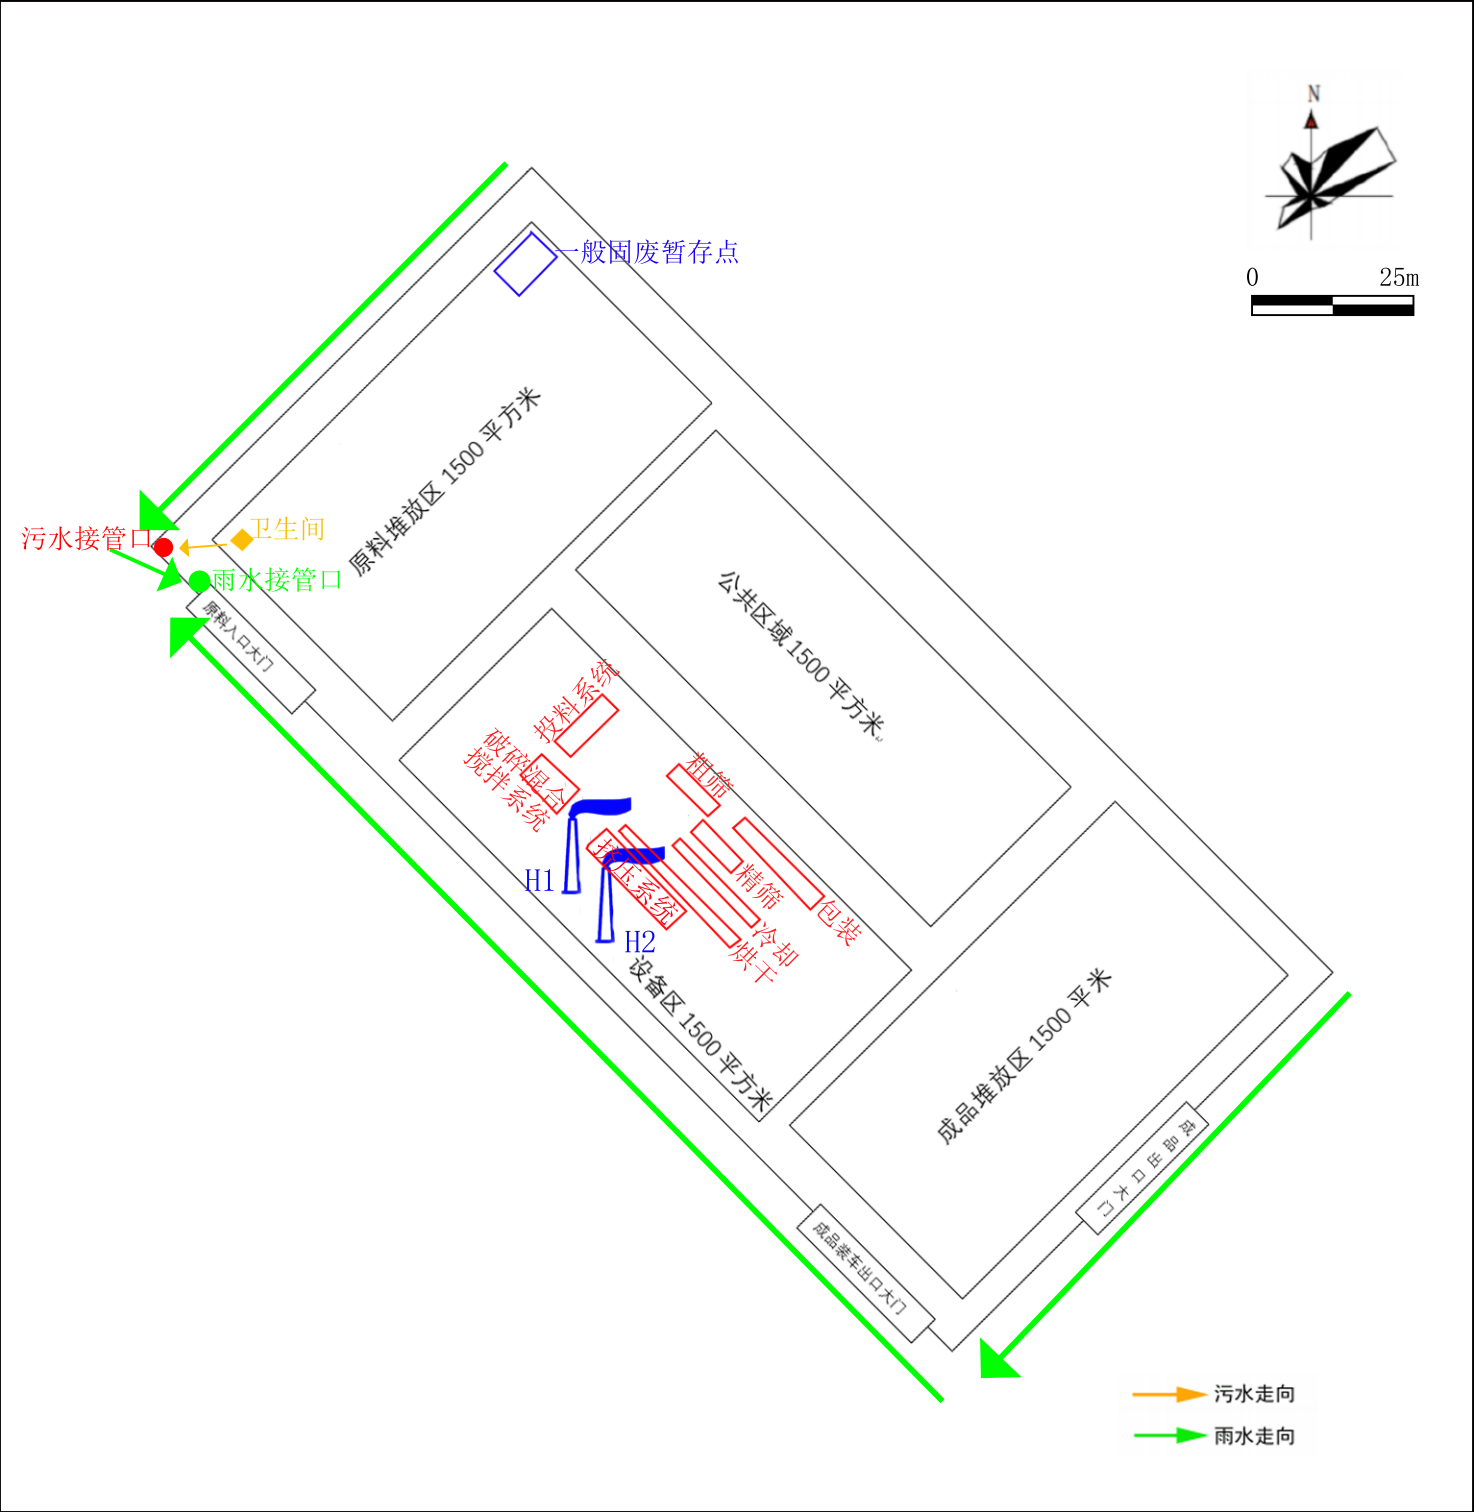 N
0 25m
一般固废暂存点
原料堆放区 1500 平方米
污水接管口
卫生间
雨水接管口
原料入口大门
公共区域 1500 平方米
投料系统
破碎混合
搅拌系统
粗筛
挤压系统
精筛
包装
冷却
烘干
H1
H2
设备区 1500 平方米
成品堆放区 1500 平米
成品出口大门
成品装车出口大门
污水走向
雨水走向